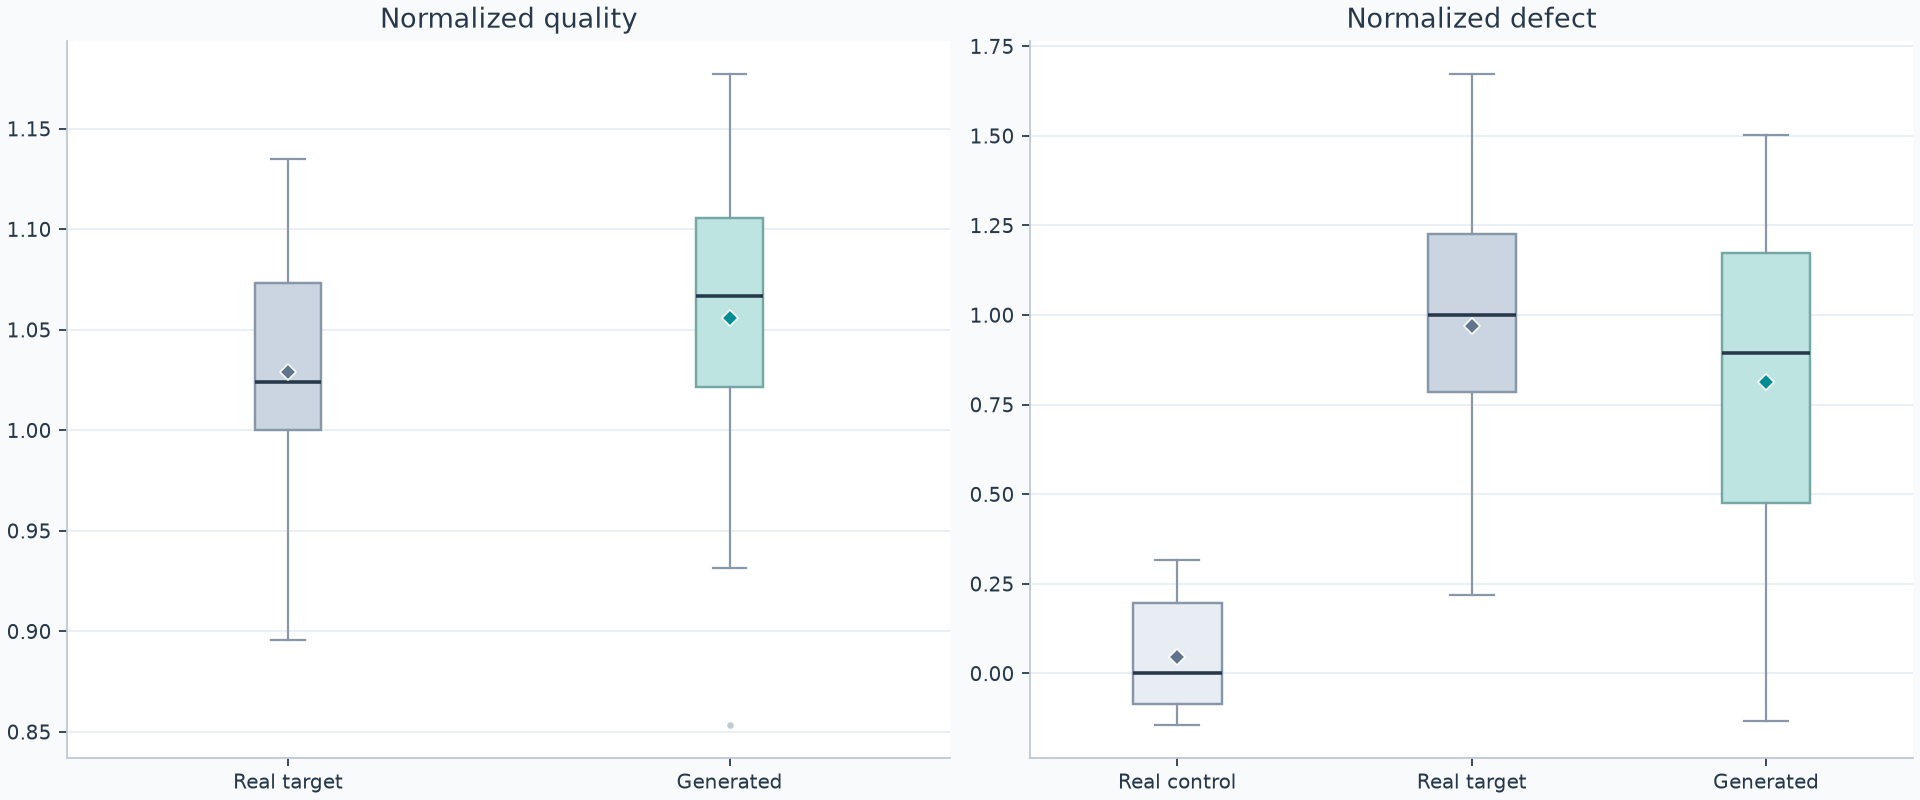 Normalized quality
1.15
1.10
1.05
1.00
0.95
0.90
0.85
Real target
Generated
Normalized defect
1.75
1.50
1.25
1.00
0.75
0.50
0.25
0.00
Real control
Real target
Generated